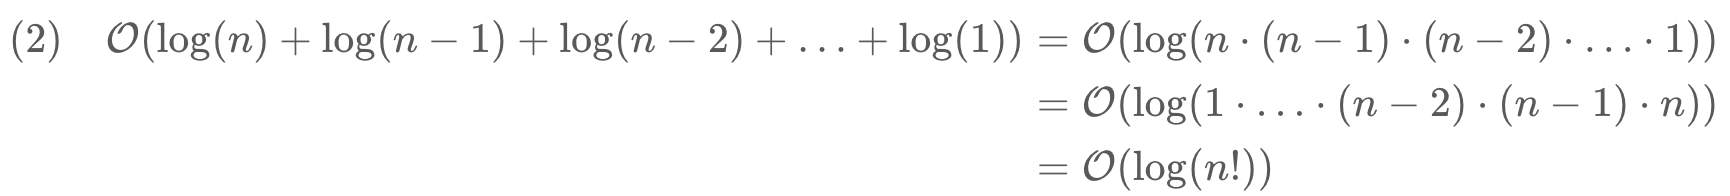 (2) 𝒪(log(n) + log(n − 1) + log(n − 2) + … + log(1)) = 𝒪(log(n · (n − 1) · (n − 2) · … · 1))
= 𝒪(log(1 · … · (n − 2) · (n − 1) · n))
= 𝒪(log(n!))